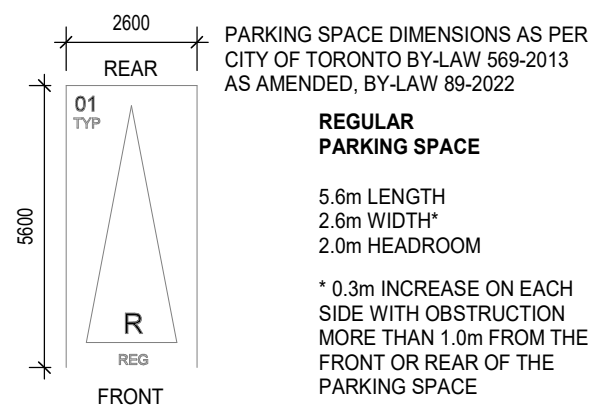 2600
REAR
01
TYP
5600
R
REG
FRONT
PARKING SPACE DIMENSIONS AS PER
CITY OF TORONTO BY-LAW 569-2013
AS AMENDED, BY-LAW 89-2022
REGULAR
PARKING SPACE
5.6m LENGTH
2.6m WIDTH*
2.0m HEADROOM
* 0.3m INCREASE ON EACH
SIDE WITH OBSTRUCTION
MORE THAN 1.0m FROM THE
FRONT OR REAR OF THE
PARKING SPACE